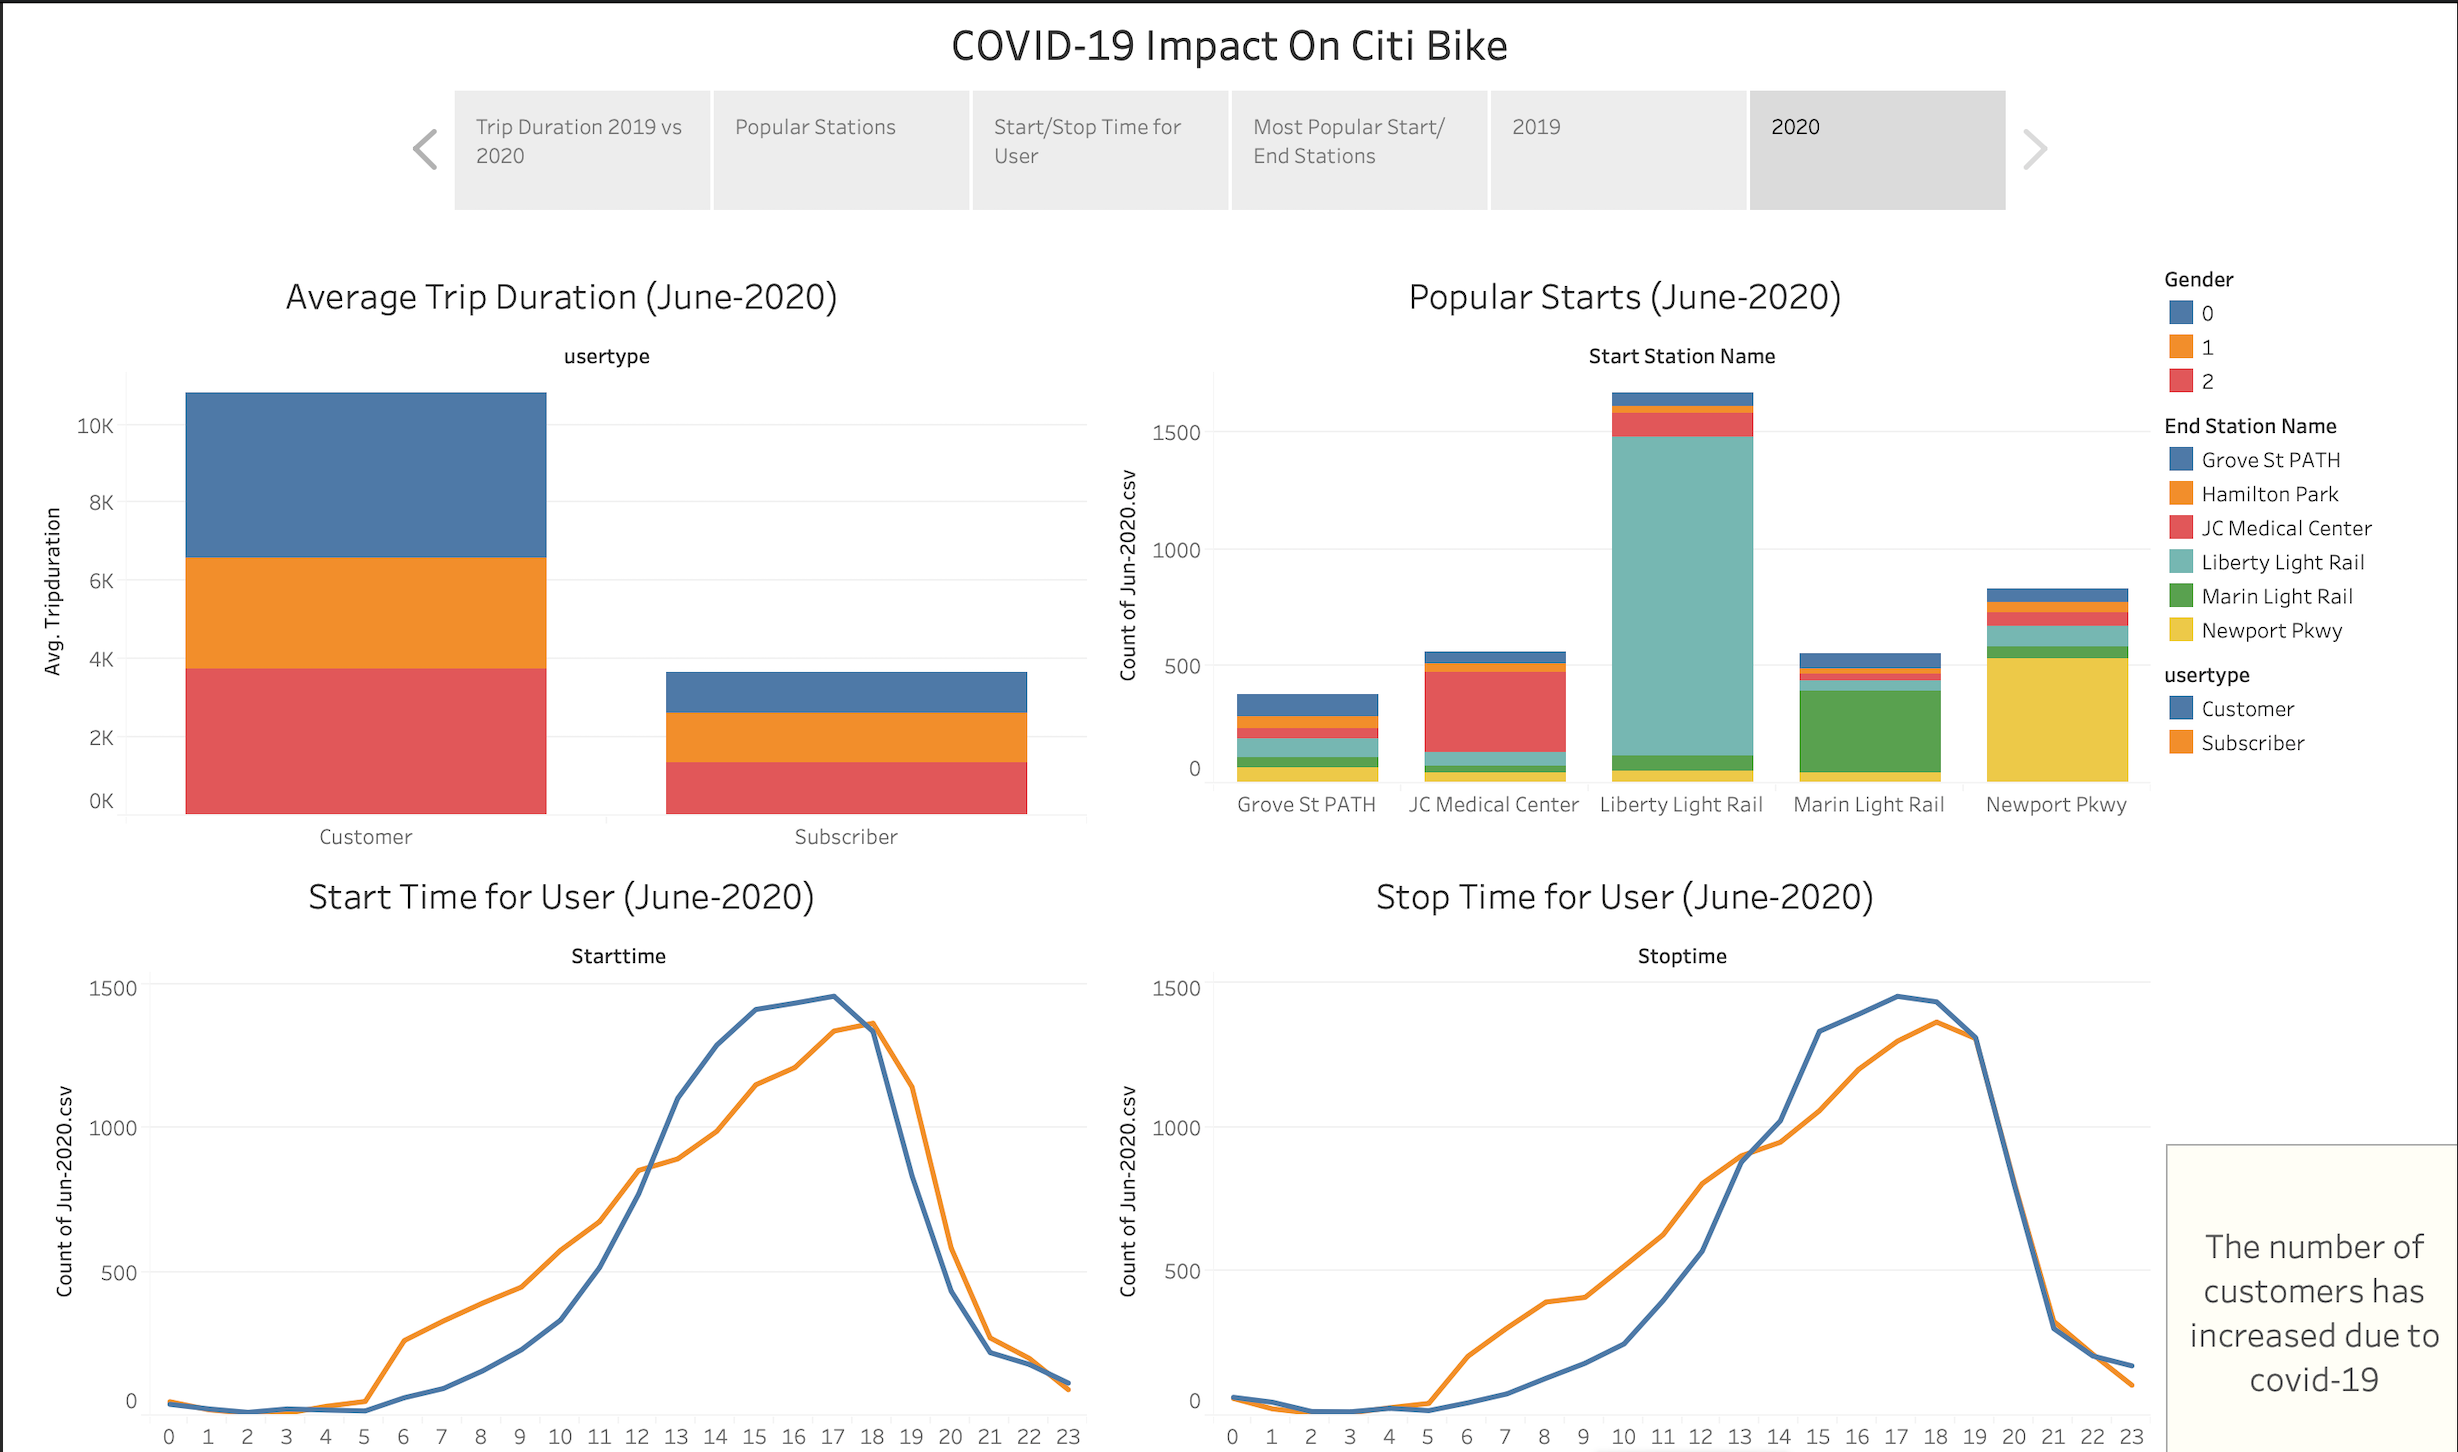 COVID-19 Impact On Citi Bike
Trip Duration 2019 vs
2020
Popular Stations
Start/Stop Time for
User
Most Popular Start/
End Stations
2019
2020
Average Trip Duration (June-2020)
usertype
Avg. Tripduration
10K
8K
6K
4K
2K
0K
Customer
Subscriber
Popular Starts (June-2020)
Start Station Name
Count of Jun-2020.csv
1500
1000
500
0
Grove St PATH
JC Medical Center
Liberty Light Rail
Marin Light Rail
Newport Pkwy
Gender
0
1
2
End Station Name
Grove St PATH
Hamilton Park
JC Medical Center
Liberty Light Rail
Marin Light Rail
Newport Pkwy
usertype
Customer
Subscriber
Start Time for User (June-2020)
Starttime
Count of Jun-2020.csv
1500
1000
500
0
0 1 2 3 4 5 6 7 8 9 10 11 12 13 14 15 16 17 18 19 20 21 22 23
Stop Time for User (June-2020)
Stoptime
Count of Jun-2020.csv
1500
1000
500
0
0 1 2 3 4 5 6 7 8 9 10 11 12 13 14 15 16 17 18 19 20 21 22 23
The number of
customers has
increased due to
covid-19